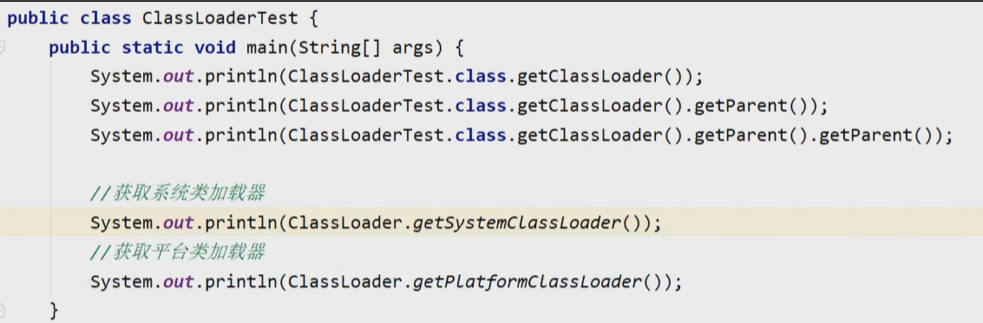 public class ClassLoaderTest {
    public static void main(String[] args) {
        System.out.println(ClassLoaderTest.class.getClassLoader());
        System.out.println(ClassLoaderTest.class.getClassLoader().getParent());
        System.out.println(ClassLoaderTest.class.getClassLoader().getParent().getParent());
        //获取系统类加载器
        System.out.println(ClassLoader.getSystemClassLoader());
        //获取平台类加载器
        System.out.println(ClassLoader.getPlatformClassLoader());
    }